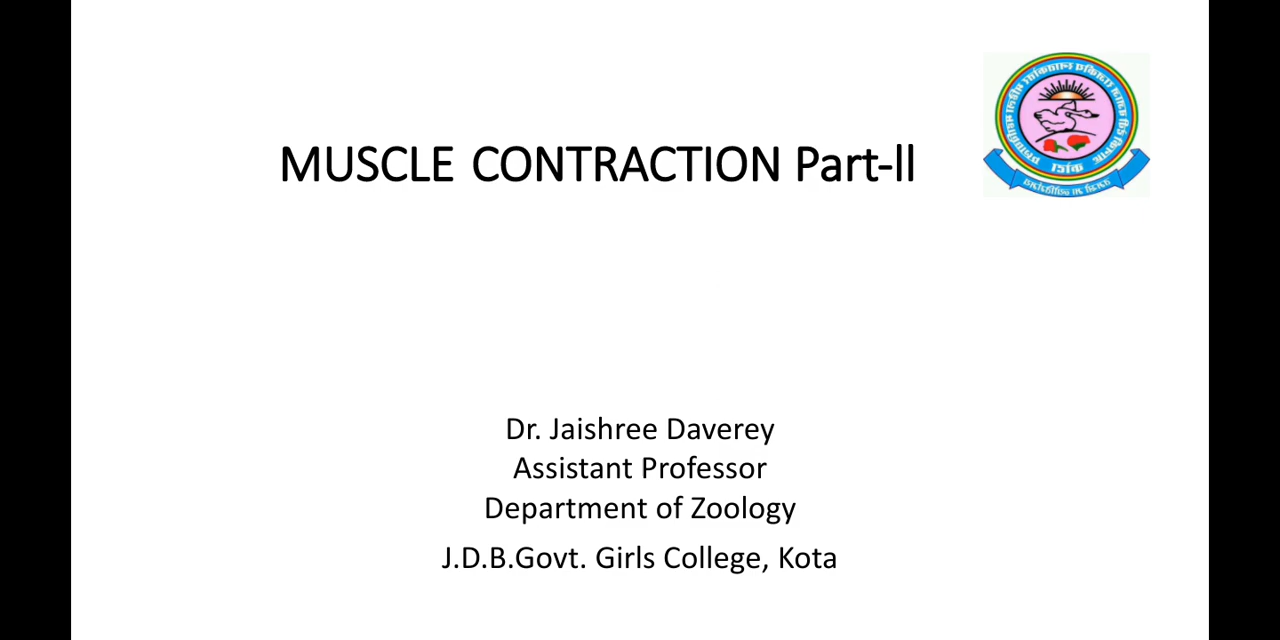 MUSCLE CONTRACTION Part-ll
Dr. Jaishree Daverey
Assistant Professor
Department of Zoology
J.D.B.Govt. Girls College, Kota